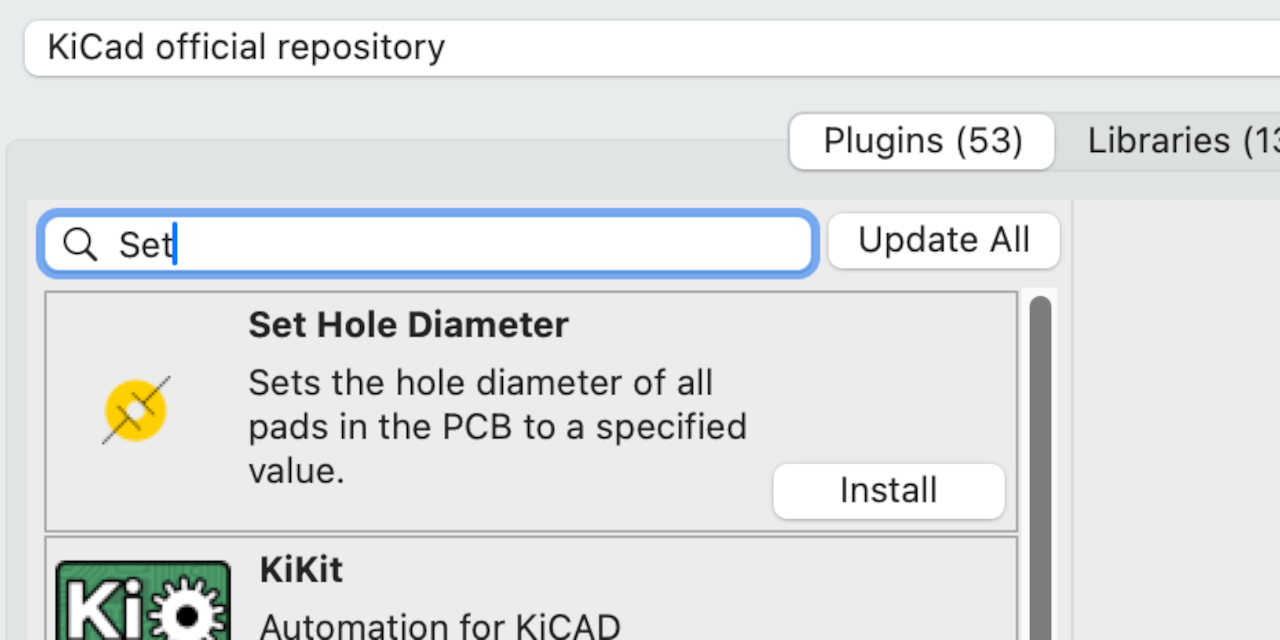 KiCad official repository
Plugins (53) Libraries (13
Set Update All
Set Hole Diameter
Sets the hole diameter of all
pads in the PCB to a specified
value.
Install
Ki
KiKit
Automation for KiCAD